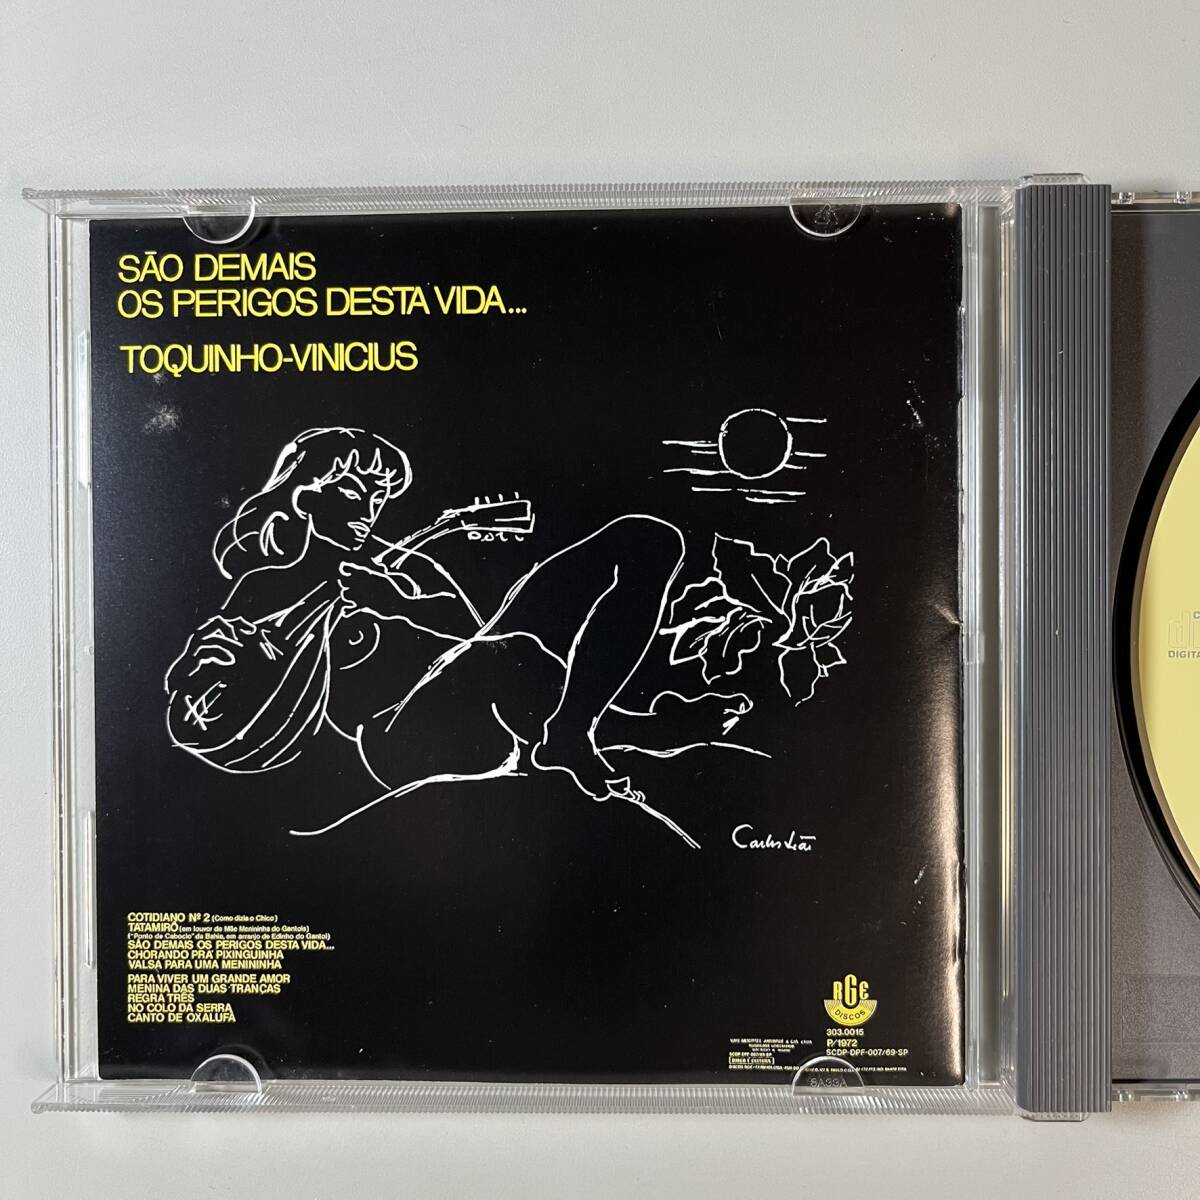 SÃO DEMAIS
OS PERIGOS DESTA VIDA...
TOQUINHO-VINICIUS
Carlos Leão
COTIDIANO Nº 2 (Como dizia o Chico)
TATAMIRÔ (em louvor de Mãe Menininha do Gantois)
("Ponto de Caboclo" da Bahia, em arranjo de Edinho do Gantoi)
SÃO DEMAIS OS PERIGOS DESTA VIDA...
CHORANDO PRÁ PIXINGUINHA
VALSA PARA UMA MENININHA
PARA VIVER UM GRANDE AMOR
MENINA DAS DUAS TRANÇAS
REGRA TRÊS
NO COLO DA SERRA
CANTO DE OXALUFÃ
RGE
DISCOS
303.0015
P/1972
SCDP-DPF-007/69-SP